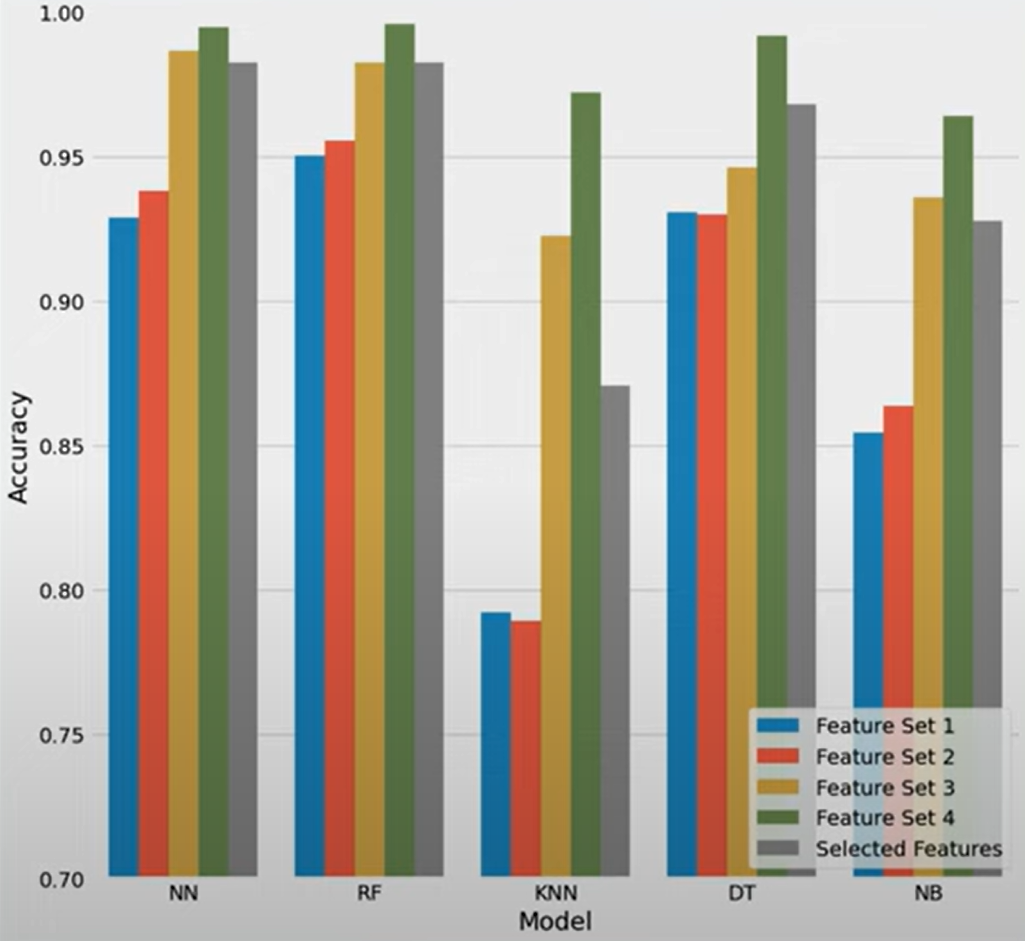 1.00
0.95
0.90
0.85
0.80
0.75
0.70
Accuracy
NN RF KNN DT NB
Model
Feature Set 1
Feature Set 2
Feature Set 3
Feature Set 4
Selected Features